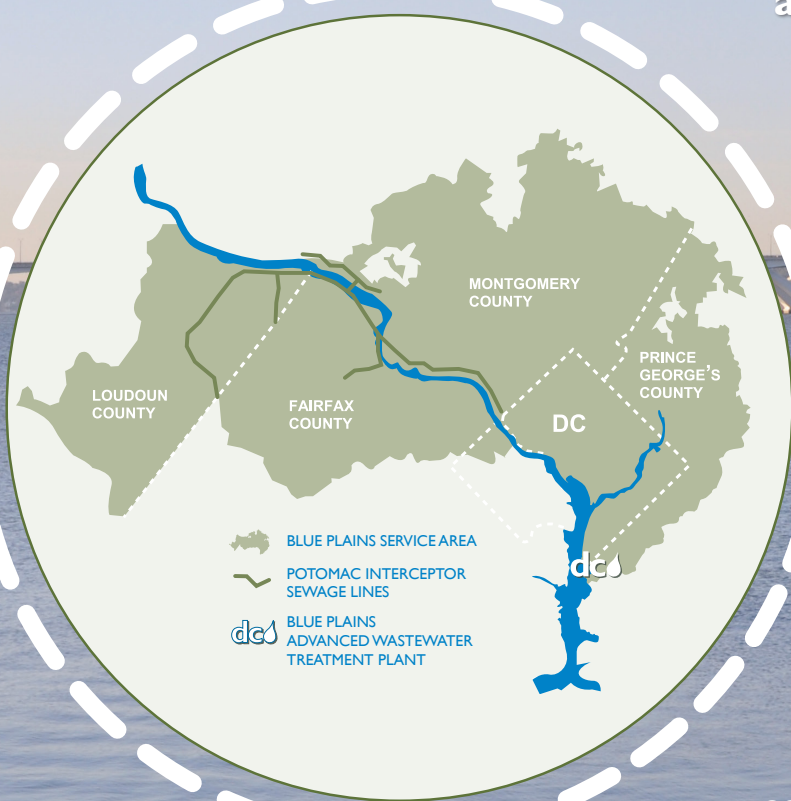 MONTGOMERY
COUNTY
PRINCE
GEORGE'S
COUNTY
LOUDOUN
COUNTY
FAIRFAX
COUNTY
DC
dc
BLUE PLAINS SERVICE AREA
POTOMAC INTERCEPTOR
SEWAGE LINES
dc
BLUE PLAINS
ADVANCED WASTEWATER
TREATMENT PLANT